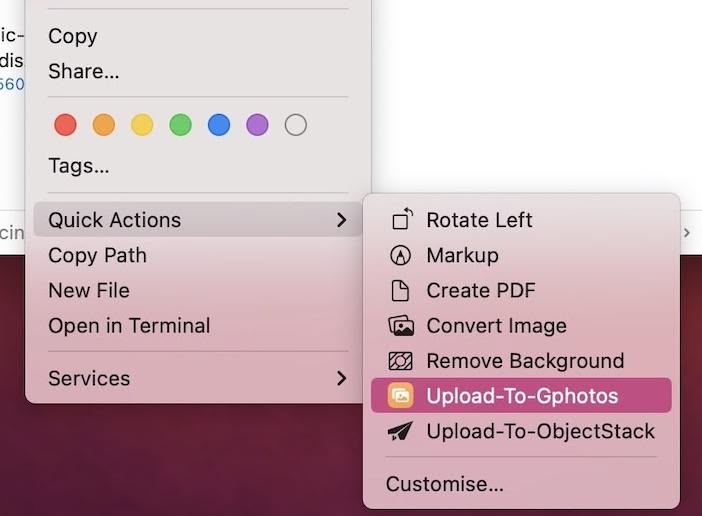 ic-
dis
560
Copy
Share...
Tags...
cin
Quick Actions
Copy Path
New File
Open in Terminal
Services
Rotate Left
Markup
Create PDF
Convert Image
Remove Background
Upload-To-Gphotos
Upload-To-ObjectStack
Customise...